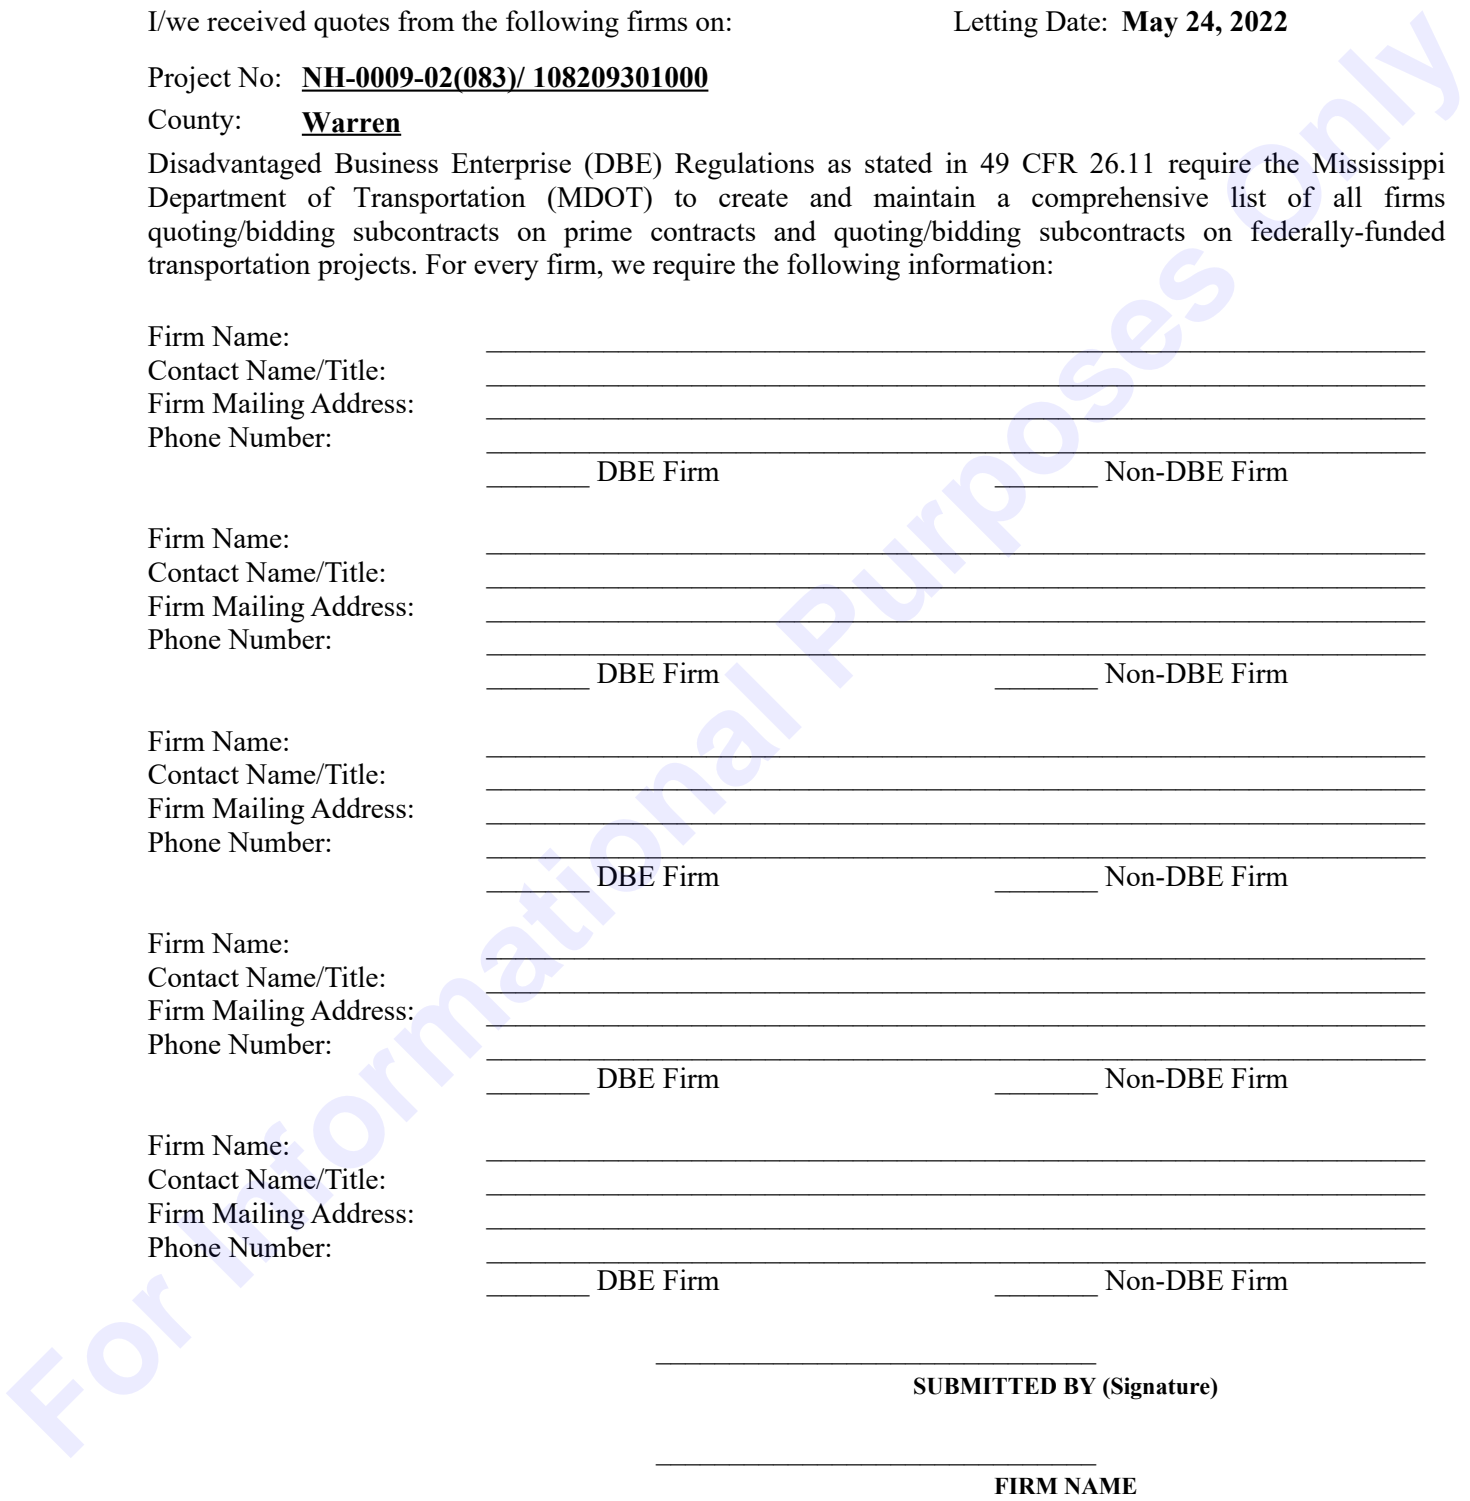 I/we received quotes from the following firms on: Letting Date: May 24, 2022
Project No: NH-0009-02(083)/ 108209301000
County: Warren
Disadvantaged Business Enterprise (DBE) Regulations as stated in 49 CFR 26.11 require the Mississippi
Department of Transportation (MDOT) to create and maintain a comprehensive list of all firms
quoting/bidding subcontracts on prime contracts and quoting/bidding subcontracts on federally-funded
transportation projects. For every firm, we require the following information:
Firm Name:
Contact Name/Title:
Firm Mailing Address:
Phone Number:
DBE Firm Non-DBE Firm
Firm Name:
Contact Name/Title:
Firm Mailing Address:
Phone Number:
DBE Firm Non-DBE Firm
Firm Name:
Contact Name/Title:
Firm Mailing Address:
Phone Number:
DBE Firm Non-DBE Firm
Firm Name:
Contact Name/Title:
Firm Mailing Address:
Phone Number:
DBE Firm Non-DBE Firm
Firm Name:
Contact Name/Title:
Firm Mailing Address:
Phone Number:
DBE Firm Non-DBE Firm
SUBMITTED BY (Signature)
FIRM NAME
For Informational Purposes Only